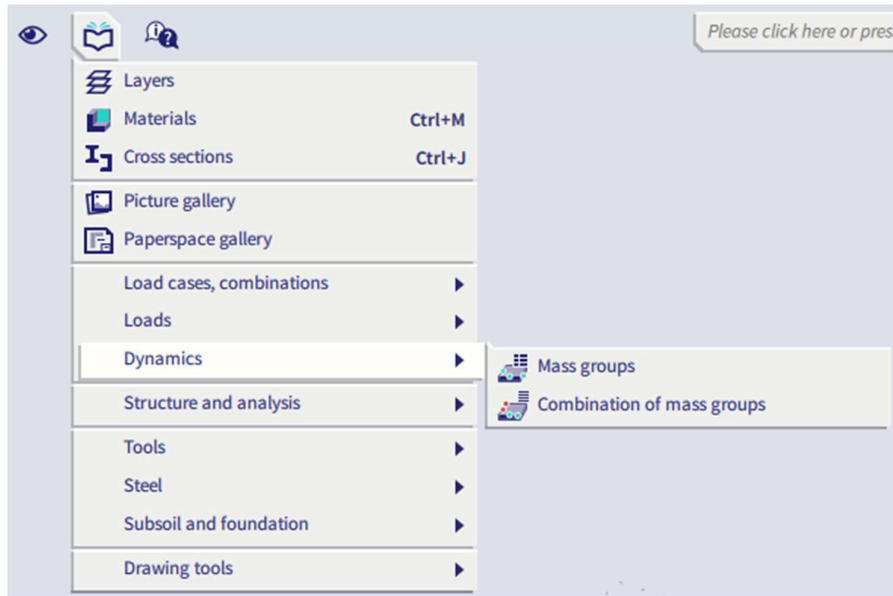 Please click here or pres
Layers
Materials Ctrl+M
Cross sections Ctrl+J
Picture gallery
Paperspace gallery
Load cases, combinations
Loads
Dynamics
Mass groups
Combination of mass groups
Structure and analysis
Tools
Steel
Subsoil and foundation
Drawing tools